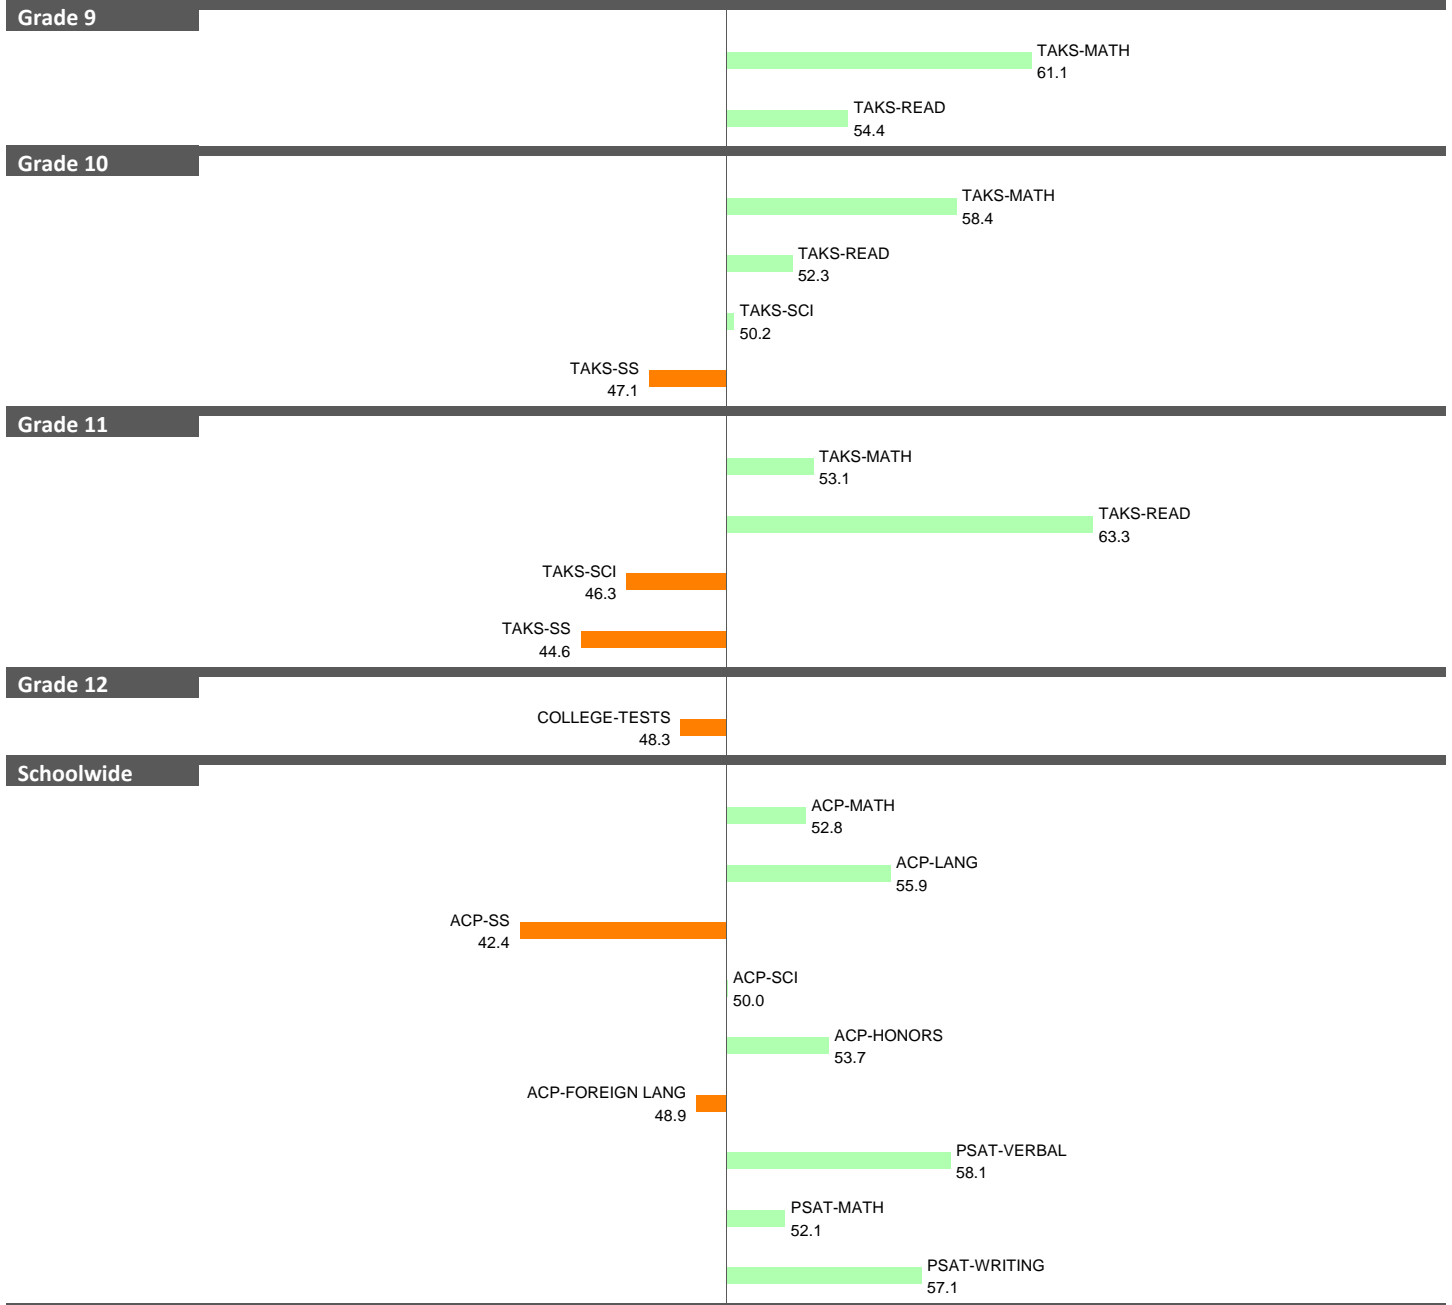 Grade 9
TAKS-MATH
61.1
TAKS-READ
54.4
Grade 10
TAKS-MATH
58.4
TAKS-READ
52.3
TAKS-SCI
50.2
TAKS-SS
47.1
Grade 11
TAKS-MATH
53.1
TAKS-READ
63.3
TAKS-SCI
46.3
TAKS-SS
44.6
Grade 12
COLLEGE-TESTS
48.3
Schoolwide
ACP-MATH
52.8
ACP-LANG
55.9
ACP-SS
42.4
ACP-SCI
50.0
ACP-HONORS
53.7
ACP-FOREIGN LANG
48.9
PSAT-VERBAL
58.1
PSAT-MATH
52.1
PSAT-WRITING
57.1